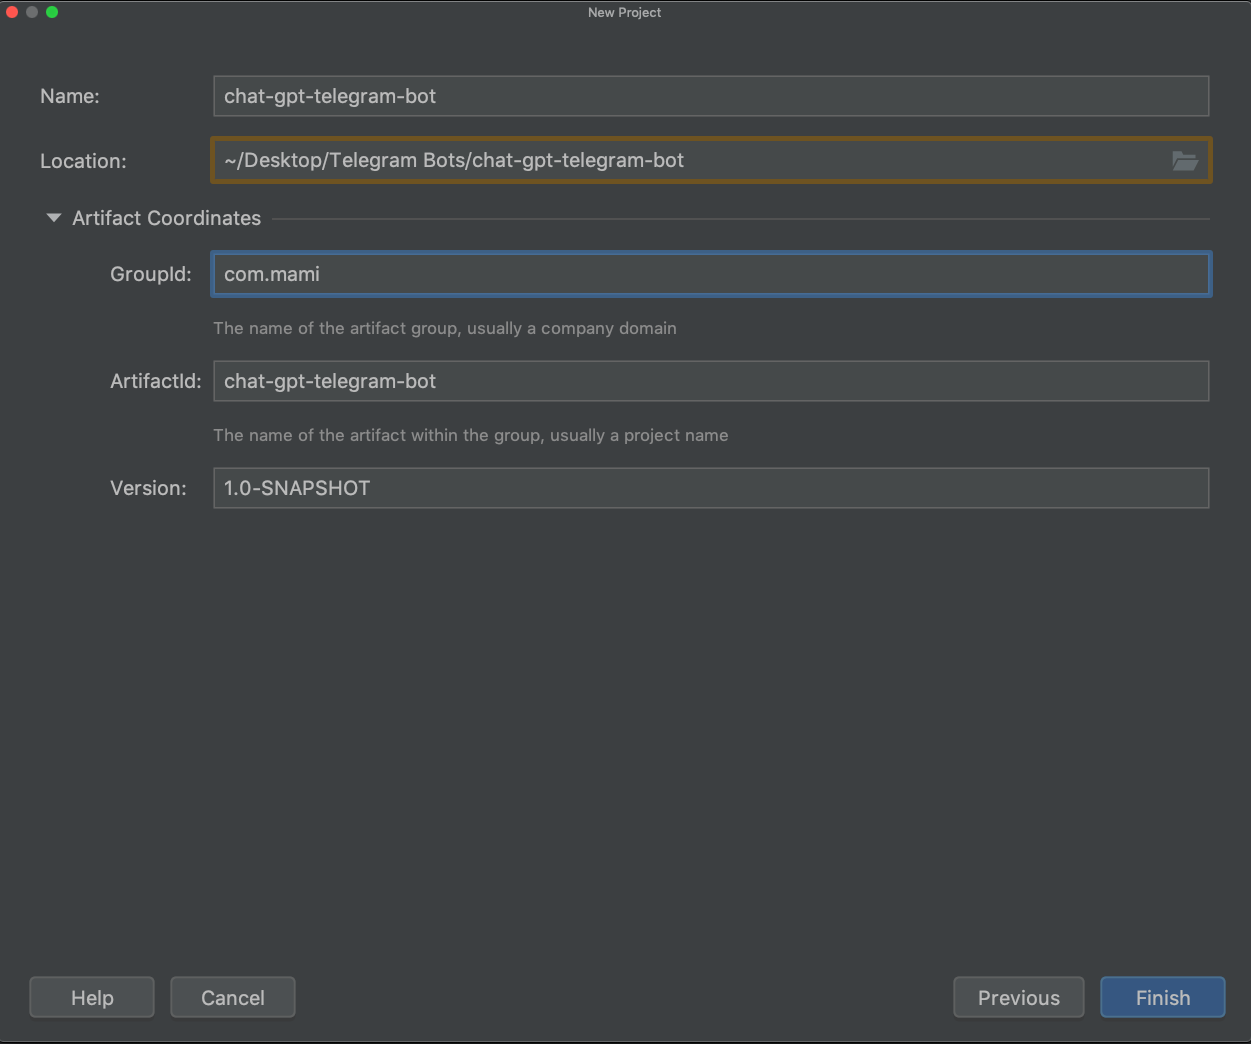 New Project
Name: chat-gpt-telegram-bot
Location: ~/Desktop/Telegram Bots/chat-gpt-telegram-bot
Artifact Coordinates
GroupId: com.mami
The name of the artifact group, usually a company domain
ArtifactId: chat-gpt-telegram-bot
The name of the artifact within the group, usually a project name
Version: 1.0-SNAPSHOT
Help Cancel Previous Finish